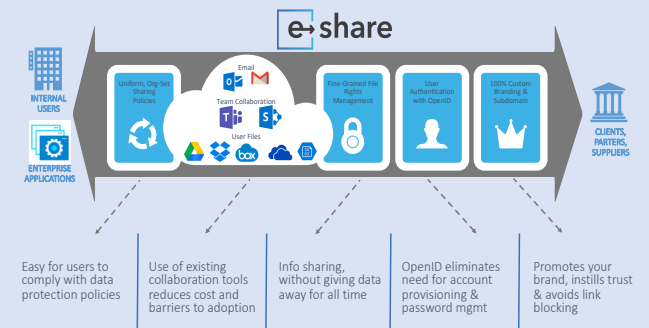 e→share
INTERNAL
USERS
ENTERPRISE
APPLICATIONS
Uniform, Org-Set
Sharing
Policies
Email
Team Collaboration
User Files
box
Fine-Grained File
Rights
Management
User
Authentication
with OpenID
100% Custom
Branding &
Subdomain
CLIENTS,
PARTERS,
SUPPLIERS
Easy for users to
comply with data
protection policies
Use of existing
collaboration tools
reduces cost and
barriers to adoption
Info sharing,
without giving data
away for all time
OpenID eliminates
need for account
provisioning &
password mgmt
Promotes your
brand, instills trust
& avoids link
blocking